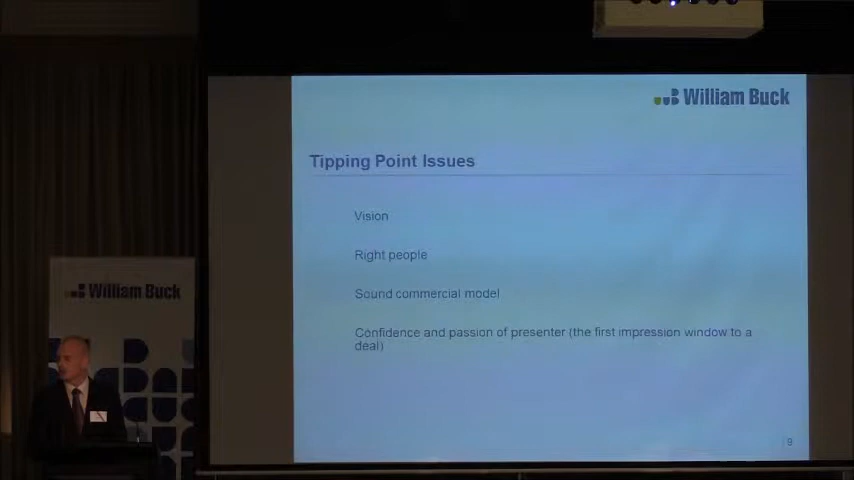 William Buck
Tipping Point Issues
Vision
Right people
Sound commercial model
Confidence and passion of presenter (the first impression window to a
deal)
9
William Buck